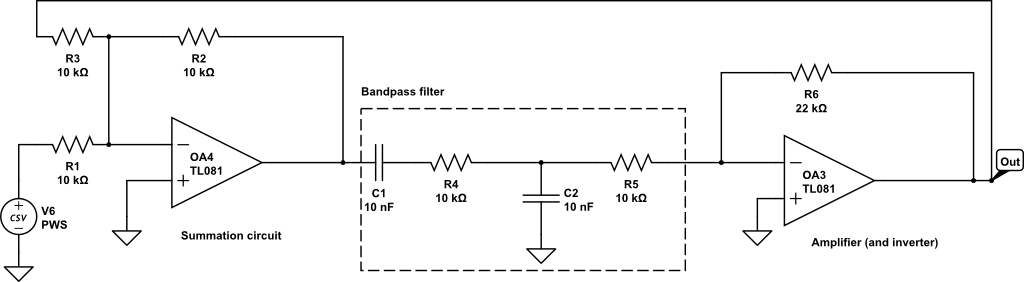 R3
10 kΩ
R2
10 kΩ
Bandpass filter
R6
22 kΩ
R1
10 kΩ
−
+
OA4
TL081
C1
10 nF
R4
10 kΩ
C2
10 nF
R5
10 kΩ
−
+
OA3
TL081
Out
+
CSV
−
V6
PWS
Summation circuit
Amplifier (and inverter)